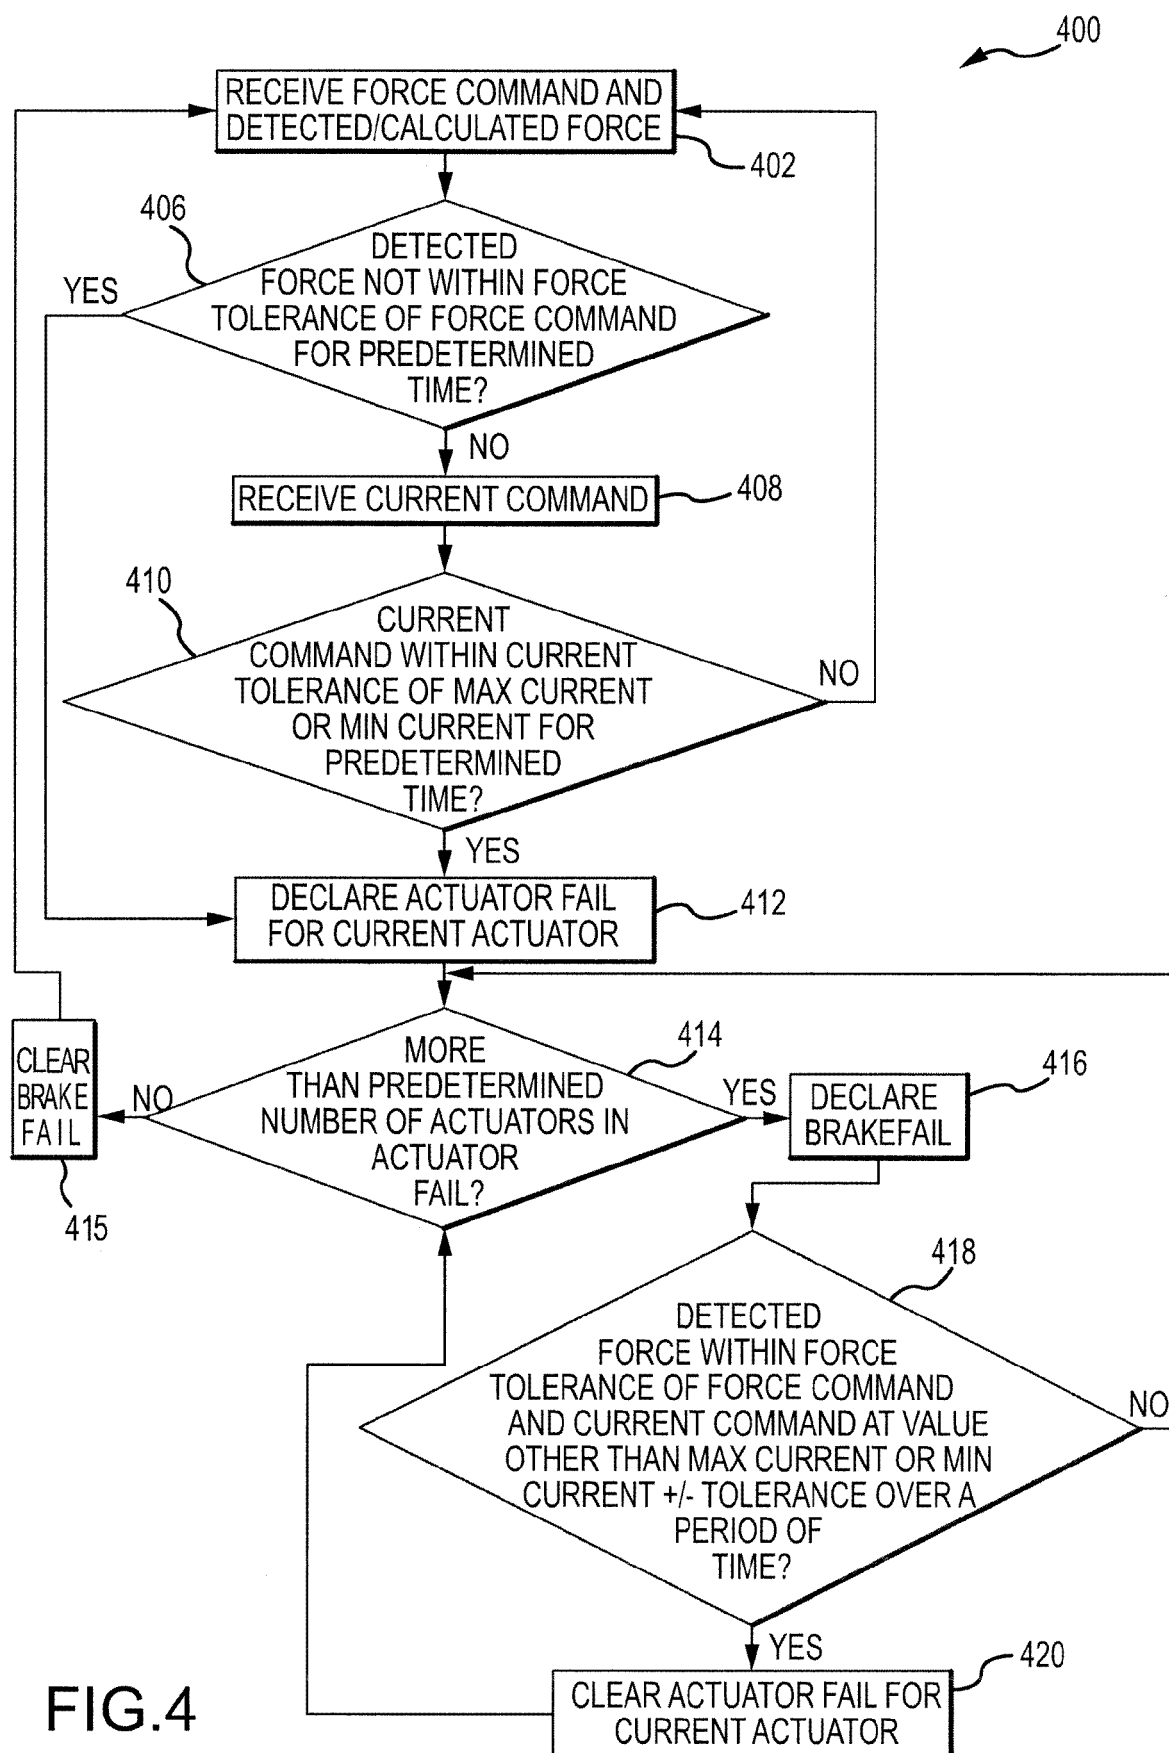 400
RECEIVE FORCE COMMAND AND
DETECTED/CALCULATED FORCE
402
406
DETECTED
FORCE NOT WITHIN FORCE
TOLERANCE OF FORCE COMMAND
FOR PREDETERMINED
TIME?
YES
NO
RECEIVE CURRENT COMMAND
408
410
CURRENT
COMMAND WITHIN CURRENT
TOLERANCE OF MAX CURRENT
OR MIN CURRENT FOR
PREDETERMINED
TIME?
NO
YES
DECLARE ACTUATOR FAIL
FOR CURRENT ACTUATOR
412
MORE
THAN PREDETERMINED
NUMBER OF ACTUATORS IN
ACTUATOR
FAIL?
414
NO
CLEAR
BRAKE
FAIL
415
YES
DECLARE
BRAKEFAIL
416
418
DETECTED
FORCE WITHIN FORCE
TOLERANCE OF FORCE COMMAND
AND CURRENT COMMAND AT VALUE
OTHER THAN MAX CURRENT OR MIN
CURRENT +/- TOLERANCE OVER A
PERIOD OF
TIME?
NO
YES
CLEAR ACTUATOR FAIL FOR
CURRENT ACTUATOR
420
FIG.4